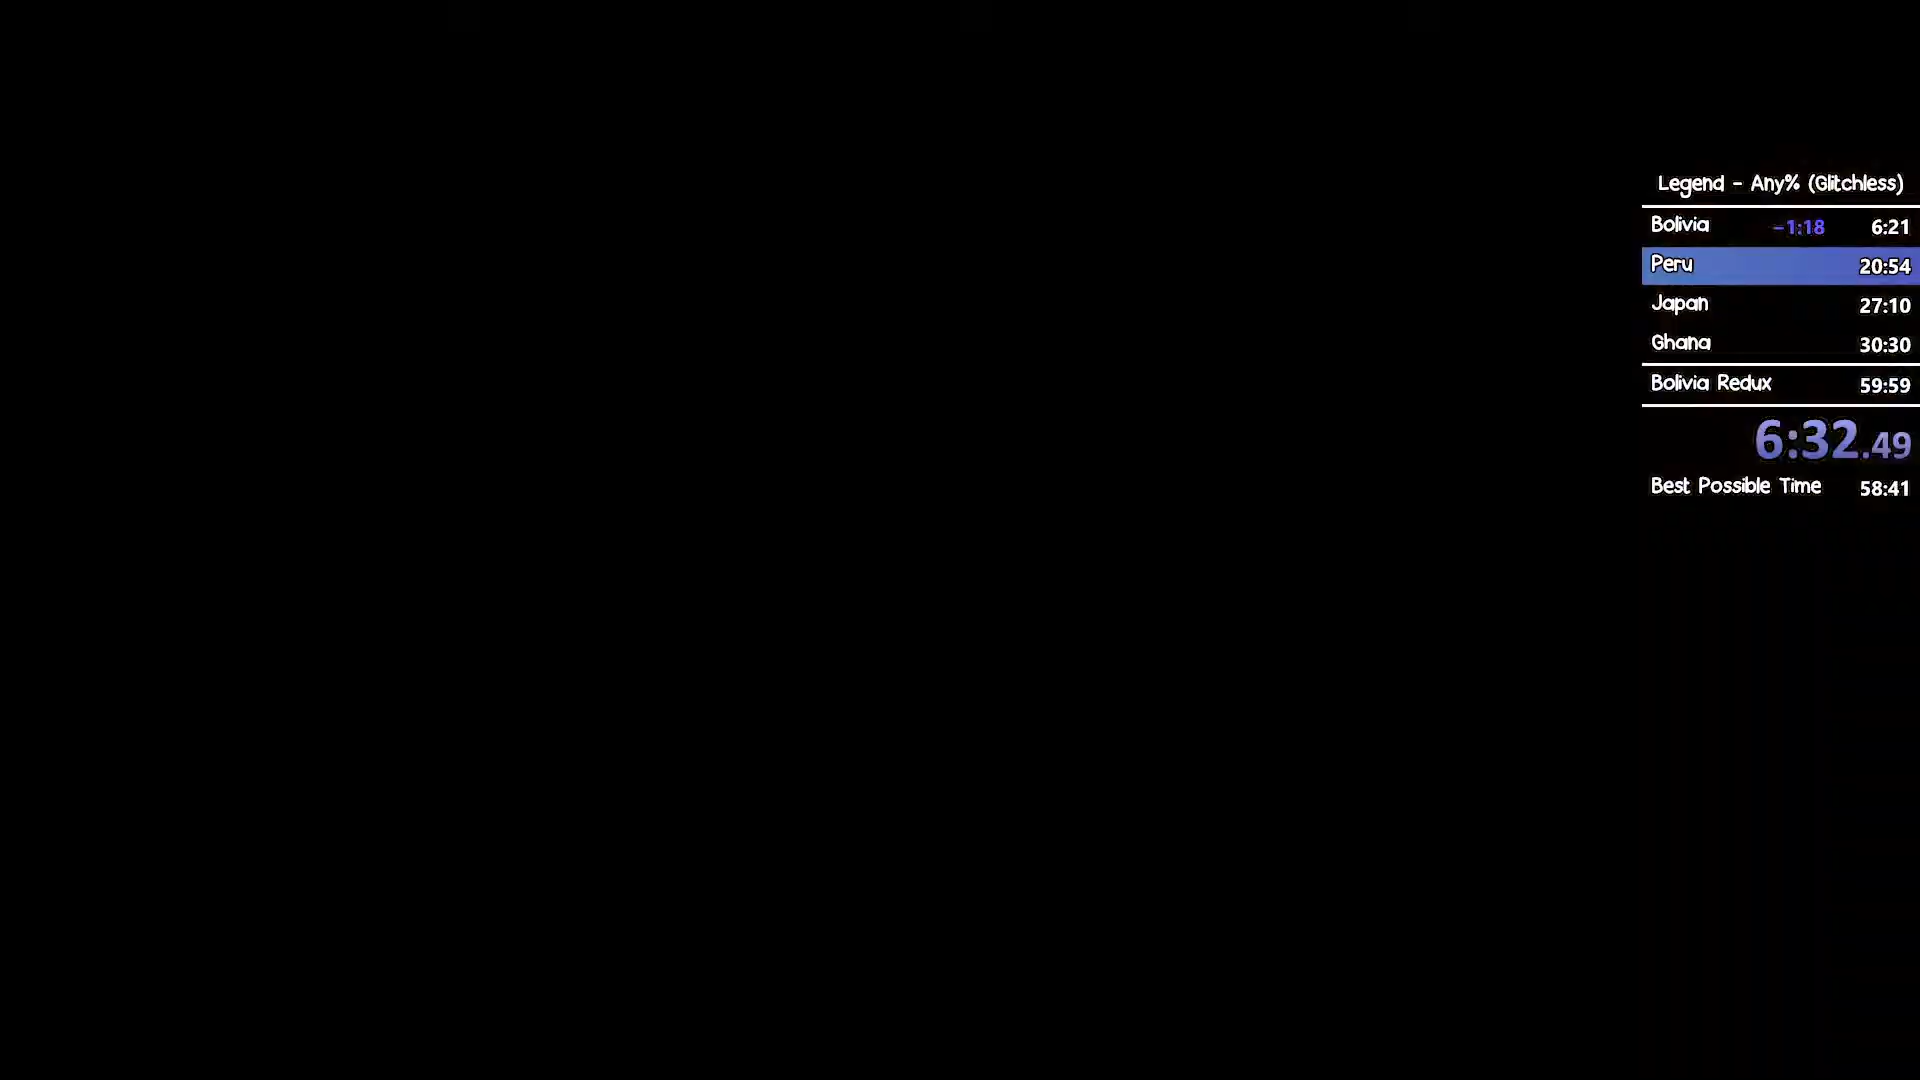 Legend - Any% (Glitchless)
Bolivia -1:18 6:21
Peru 20:54
Japan 27:10
Ghana 30:30
Bolivia Redux 59:59
6:32.49
Best Possible Time 58:41